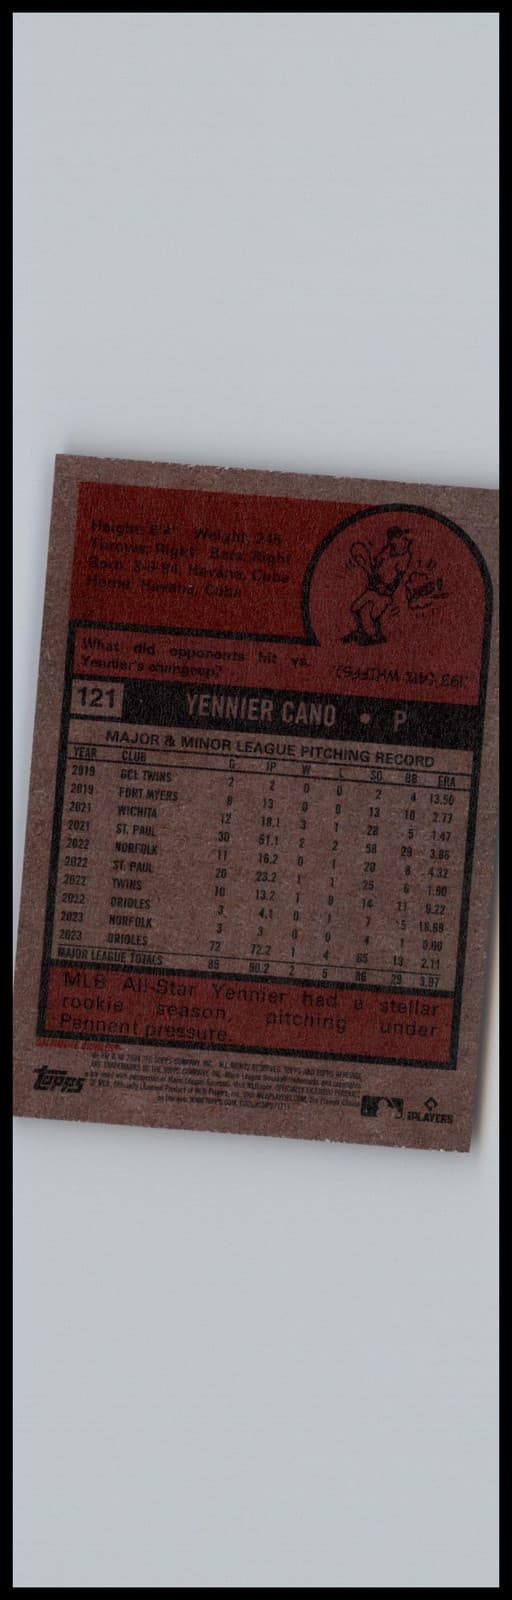 Height: 6'4" Weight: 245
Throws: Right Bats: Right
Born: 3-9-94, Havana, Cuba
Home: Havana, Cuba
What did opponents hit vs.
Yennier's changeup?
.193 (41% WHIFFS).
121 YENNIER CANO • P
MAJOR & MINOR LEAGUE PITCHING RECORD
YEAR CLUB G IP W L SO BB ERA
2019 GCL TWINS 2 2 0 0 2 4 13.50
2019 FORT MYERS 8 13 0 0 13 10 2.77
2021 WICHITA 12 18.1 3 1 28 5 1.47
2021 ST. PAUL 30 51.1 2 2 58 29 3.86
2022 NORFOLK 11 16.2 0 1 20 8 4.32
2022 ST. PAUL 20 23.2 1 1 25 6 1.90
2022 TWINS 10 13.2 1 0 14 11 9.22
2022 ORIOLES 3 4.1 0 1 7 5 18.69
2023 NORFOLK 3 3 0 0 4 1 0.00
2023 ORIOLES 72 72.2 1 4 65 13 2.11
MAJOR LEAGUE TOTALS 85 90.2 2 5 86 29 3.97
MLB All-Star Yennier had a stellar
rookie season, pitching under
Pennent pressure.
topps
PLAYERS